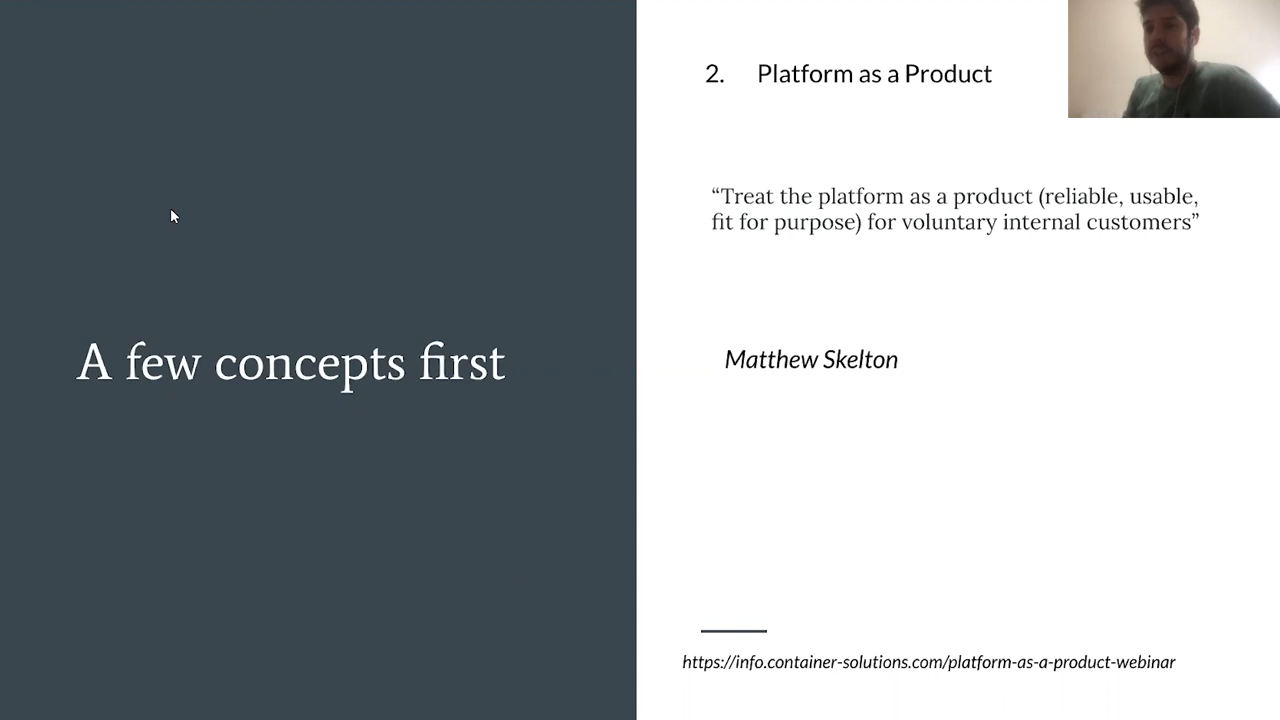 A few concepts first
2. Platform as a Product
“Treat the platform as a product (reliable, usable,
fit for purpose) for voluntary internal customers”
Matthew Skelton
https://info.container-solutions.com/platform-as-a-product-webinar